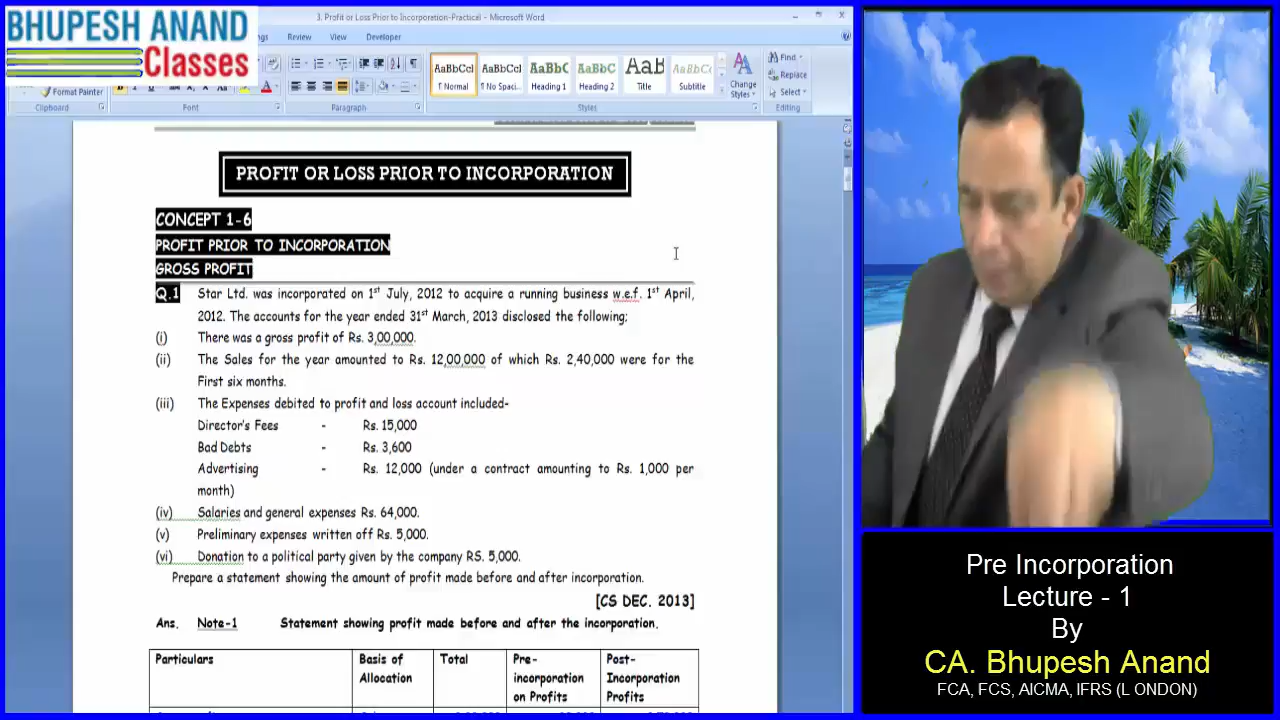 BHUPESH ANAND
Classes
3. Profit or Loss Prior to Incorporation-Practical - Microsoft Word
Review View Developer
Format Painter
Clipboard Font Paragraph Styles Editing
AaBbCcI AaBbCcI AaBbCc AaBbCc AaB AaBbCcI
¶ Normal ¶ No Spaci... Heading 1 Heading 2 Title Subtitle
Change Styles
Find
Replace
Select
PROFIT OR LOSS PRIOR TO INCORPORATION
CONCEPT 1-6
PROFIT PRIOR TO INCORPORATION
GROSS PROFIT
Q.1 Star Ltd. was incorporated on 1st July, 2012 to acquire a running business w.e.f. 1st April,
2012. The accounts for the year ended 31st March, 2013 disclosed the following;
(i) There was a gross profit of Rs. 3,00,000.
(ii) The Sales for the year amounted to Rs. 12,00,000 of which Rs. 2,40,000 were for the
First six months.
(iii) The Expenses debited to profit and loss account included-
Director's Fees - Rs. 15,000
Bad Debts - Rs. 3,600
Advertising - Rs. 12,000 (under a contract amounting to Rs. 1,000 per
month)
(iv) Salaries and general expenses Rs. 64,000.
(v) Preliminary expenses written off Rs. 5,000.
(vi) Donation to a political party given by the company RS. 5,000.
Prepare a statement showing the amount of profit made before and after incorporation.
[CS DEC. 2013]
Ans. Note-1 Statement showing profit made before and after the incorporation.
Particulars Basis of Allocation Total Pre-incorporation on Profits Post-Incorporation Profits
Pre Incorporation
Lecture - 1
By
CA. Bhupesh Anand
FCA, FCS, AICMA, IFRS (L ONDON)